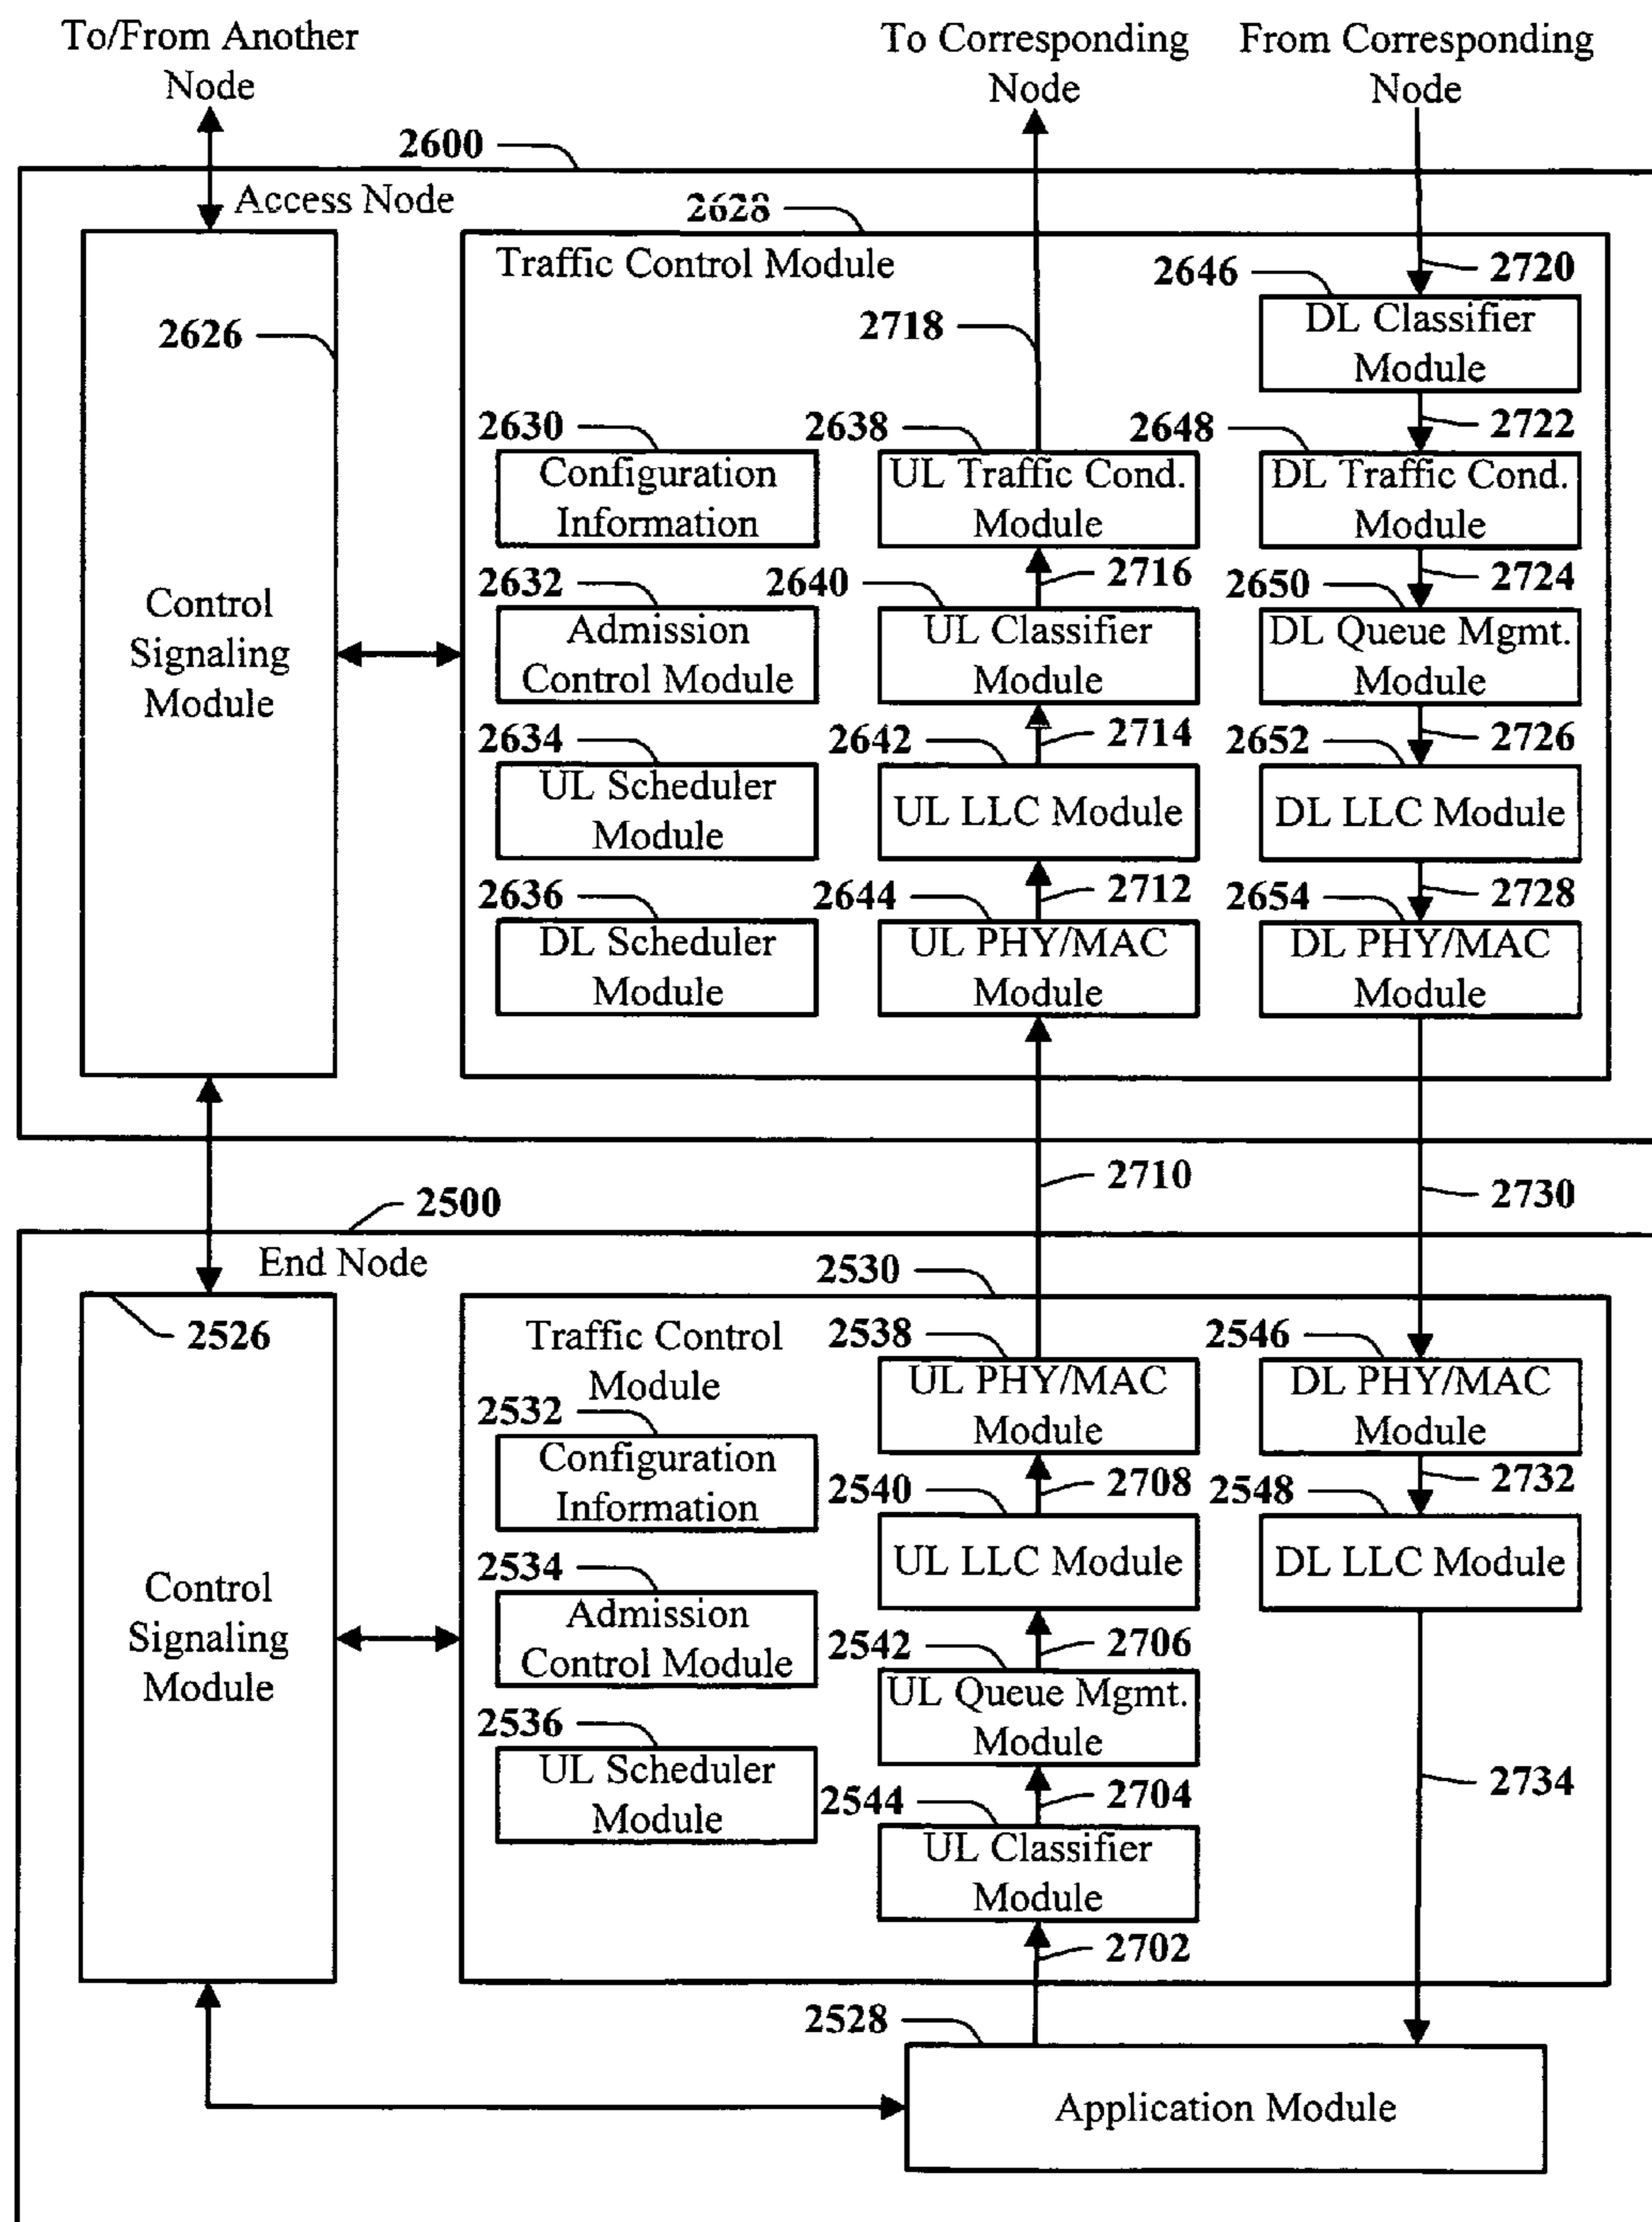 To/From Another
Node
To Corresponding
Node
From Corresponding
Node
2600
Access Node
2628
Traffic Control Module
2626
Control
Signaling
Module
2646
2720
DL Classifier
Module
2718
2722
2630
Configuration
Information
2638
UL Traffic Cond.
Module
2648
DL Traffic Cond.
Module
2716
2724
2632
Admission
Control Module
2640
UL Classifier
Module
2650
DL Queue Mgmt.
Module
2714
2726
2634
UL Scheduler
Module
2642
UL LLC Module
2652
DL LLC Module
2712
2728
2636
DL Scheduler
Module
2644
UL PHY/MAC
Module
2654
DL PHY/MAC
Module
2710
2730
2500
End Node
2526
Control
Signaling
Module
2530
Traffic Control
Module
2538
UL PHY/MAC
Module
2546
DL PHY/MAC
Module
2532
Configuration
Information
2708
2732
2540
UL LLC Module
2548
DL LLC Module
2534
Admission
Control Module
2706
2542
UL Queue Mgmt.
Module
2536
UL Scheduler
Module
2704
2734
2544
UL Classifier
Module
2702
2528
Application Module